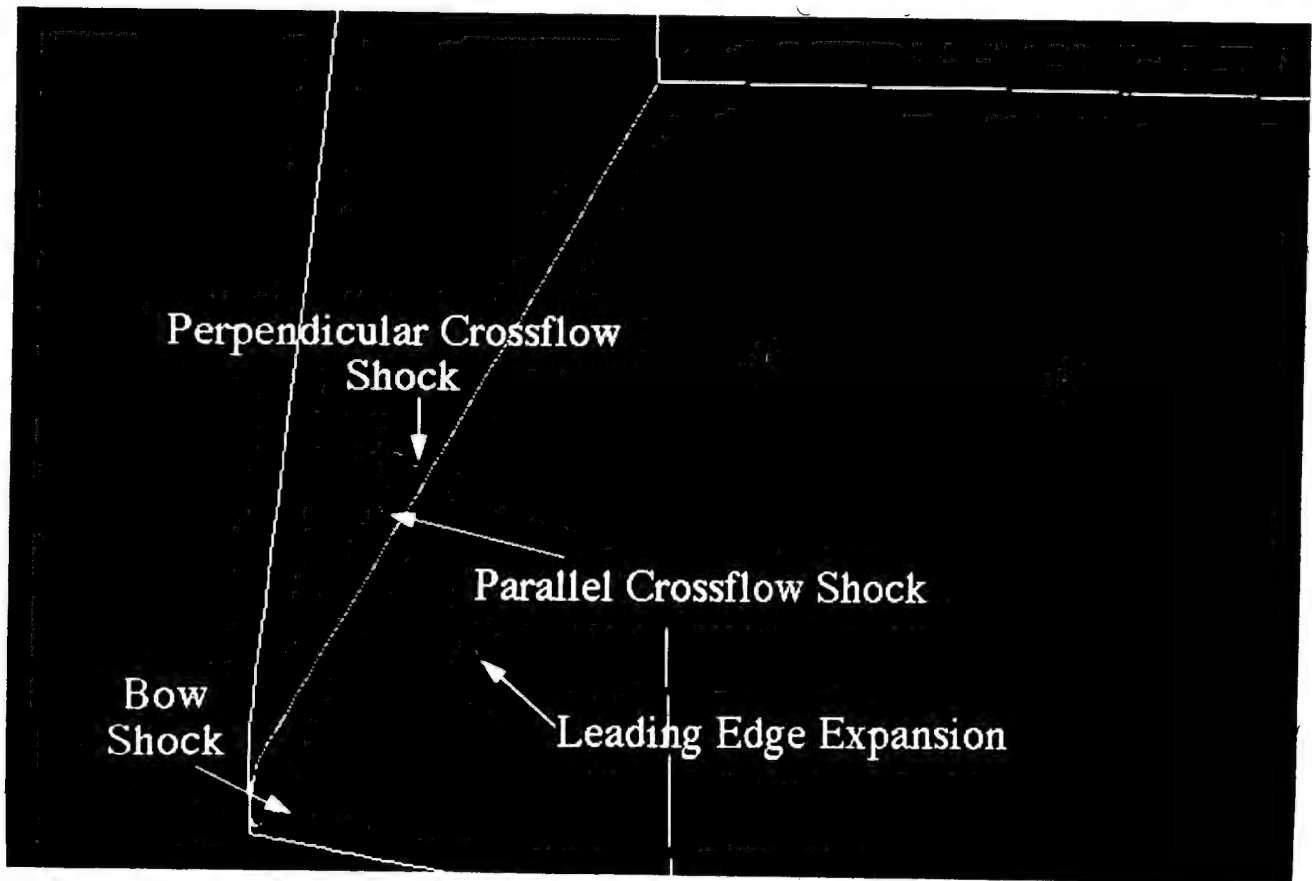 Perpendicular Crossflow
Shock
Parallel Crossflow Shock
Bow
Shock
Leading Edge Expansion